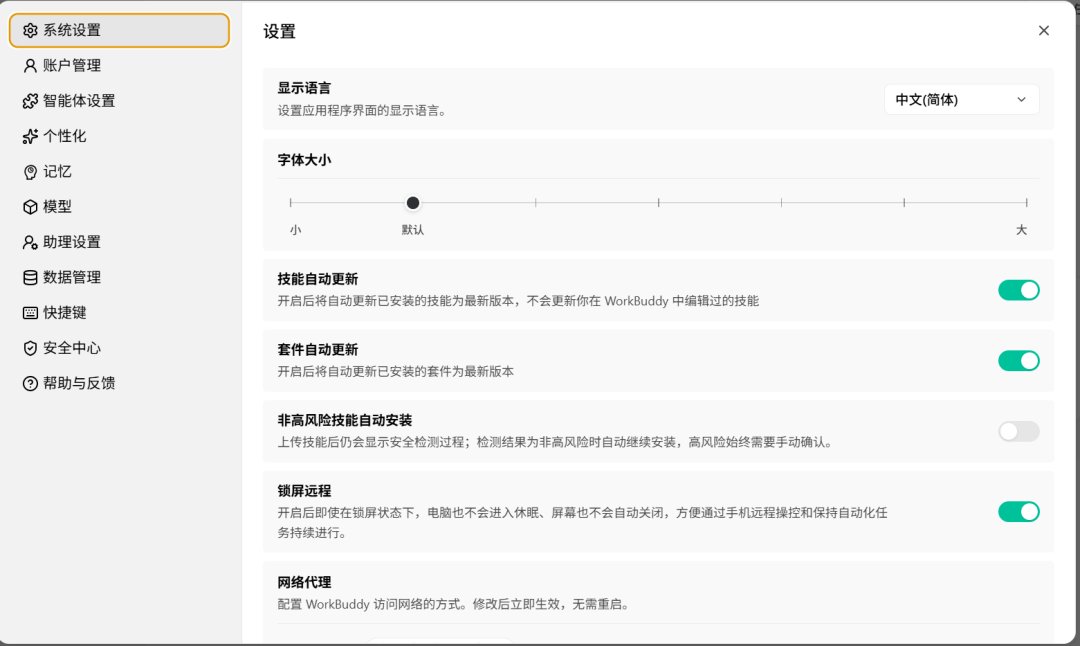 系统设置
账户管理
智能体设置
个性化
记忆
模型
助理设置
数据管理
快捷键
安全中心
帮助与反馈
设置
显示语言
设置应用程序界面的显示语言。
中文(简体)
字体大小
小
默认
大
技能自动更新
开启后将自动更新已安装的技能为最新版本，不会更新你在 WorkBuddy 中编辑过的技能
套件自动更新
开启后将自动更新已安装的套件为最新版本
非高风险技能自动安装
上传技能后仍会显示安全检测过程；检测结果为非高风险时自动继续安装，高风险始终需要手动确认。
锁屏远程
开启后即使在锁屏状态下，电脑也不会进入休眠、屏幕也不会自动关闭，方便通过手机远程操控和保持自动化任
务持续进行。
网络代理
配置 WorkBuddy 访问网络的方式。修改后立即生效，无需重启。